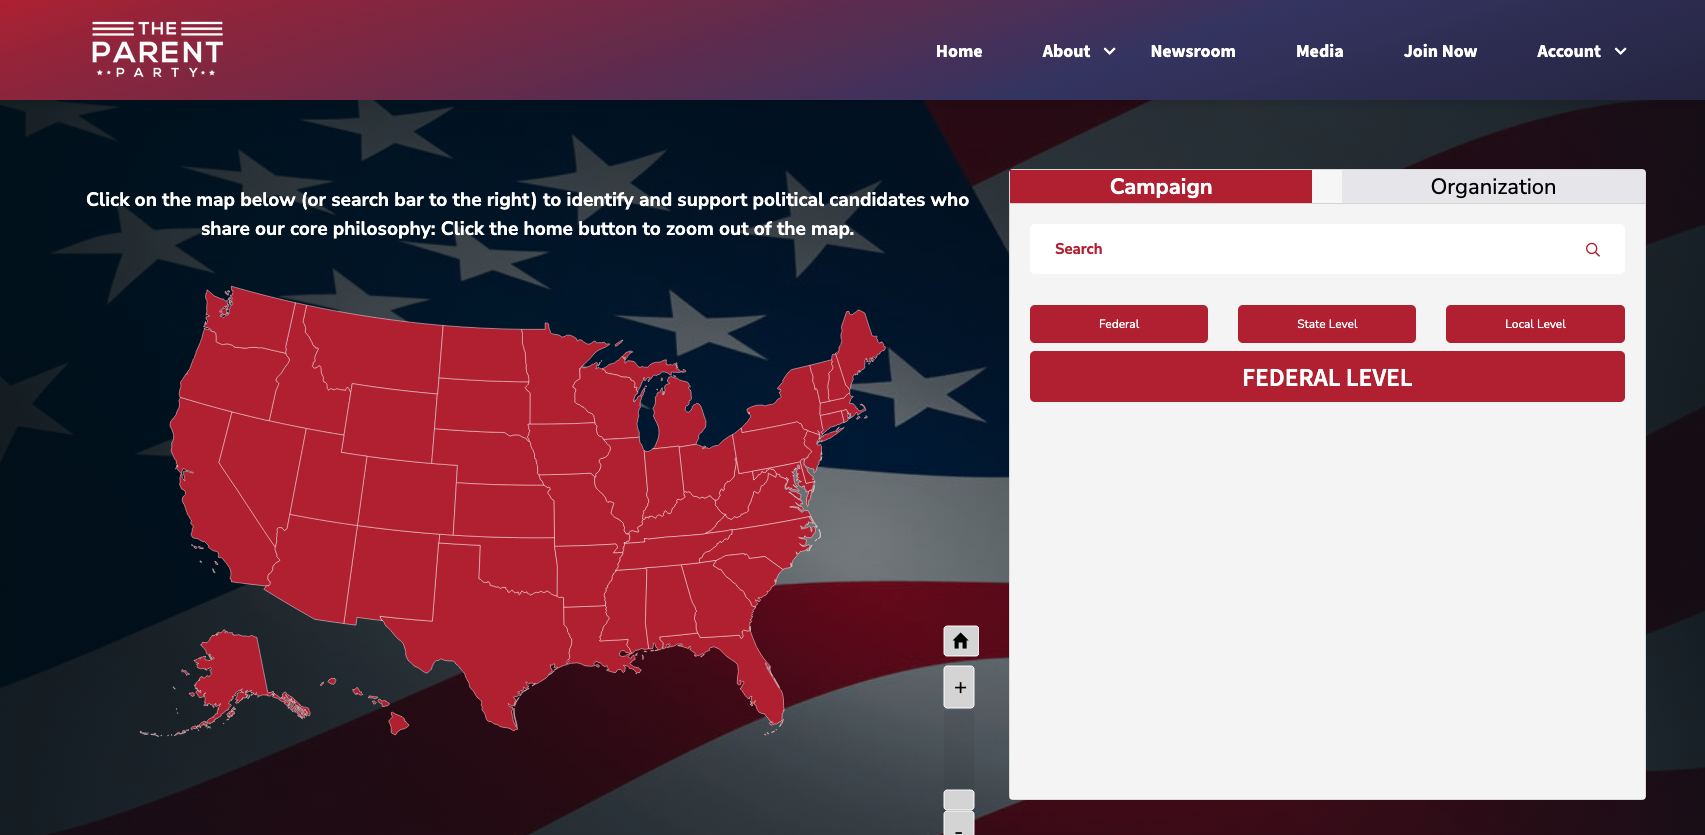 THE
PARENT
PARTY
Home
About
Newsroom
Media
Join Now
Account
Click on the map below (or search bar to the right) to identify and support political candidates who
share our core philosophy: Click the home button to zoom out of the map.
+
-
Campaign
Organization
Search
Federal
State Level
Local Level
FEDERAL LEVEL